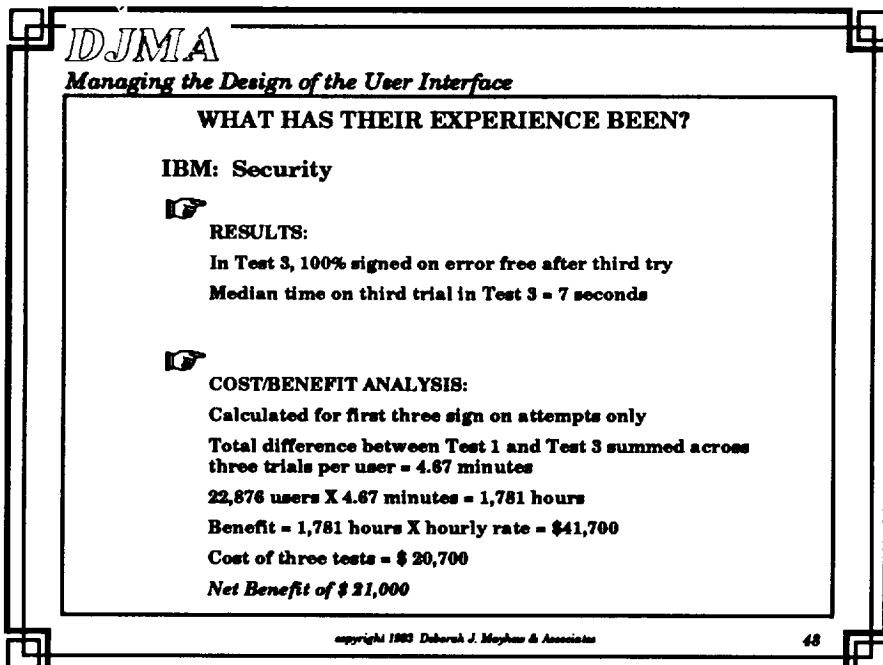 DJMA
Managing the Design of the User Interface
WHAT HAS THEIR EXPERIENCE BEEN?
IBM: Security
RESULTS:
In Test 3, 100% signed on error free after third try
Median time on third trial in Test 3 = 7 seconds
COST/BENEFIT ANALYSIS:
Calculated for first three sign on attempts only
Total difference between Test 1 and Test 3 summed across
three trials per user = 4.67 minutes
22,876 users X 4.67 minutes = 1,781 hours
Benefit = 1,781 hours X hourly rate = $41,700
Cost of three tests = $ 20,700
Net Benefit of $ 21,000
copyright 1993 Deborah J. Mayhew & Associates
48